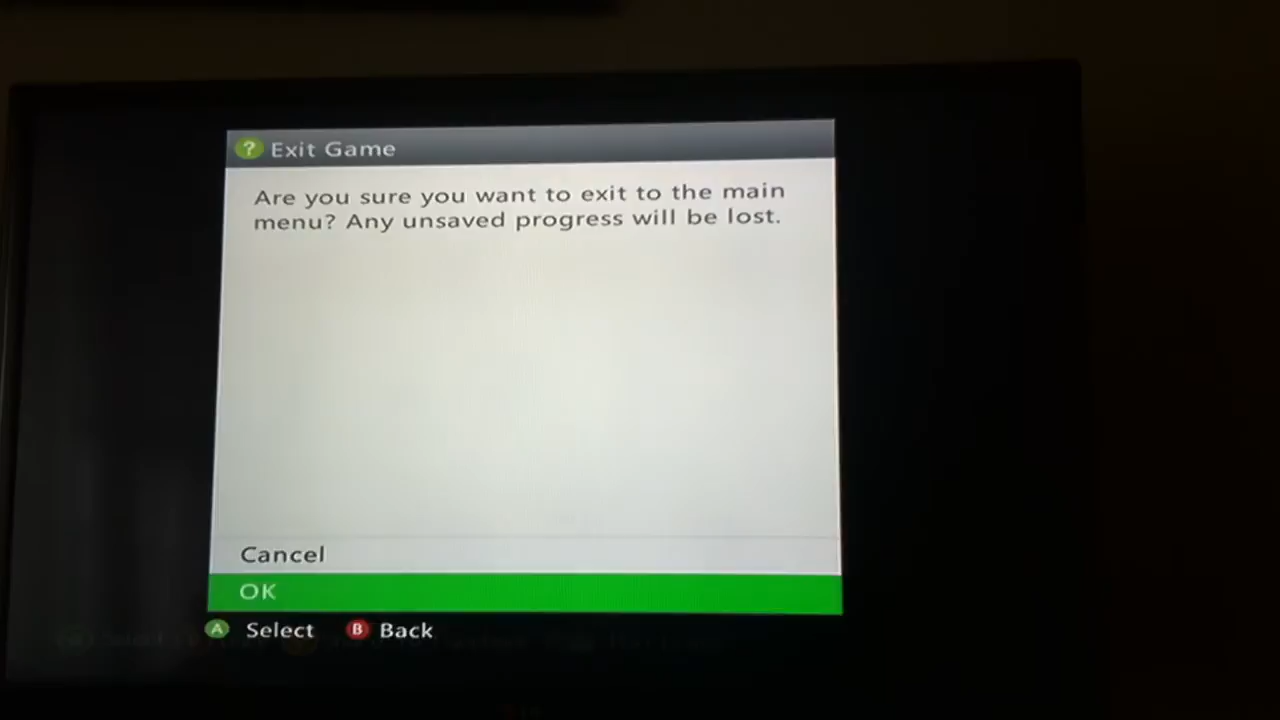 ? Exit Game
Are you sure you want to exit to the main
menu? Any unsaved progress will be lost.
Cancel
OK
A Select B Back